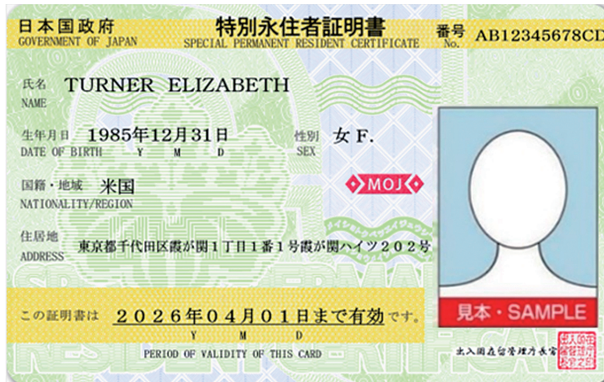 日本国政府 特別永住者証明書 番号 AB12345678CD
GOVERNMENT OF JAPAN SPECIAL PERMANENT RESIDENT CERTIFICATE No.
氏名 TURNER ELIZABETH
NAME
生年月日 1985年12月31日 性別 女 F.
DATE OF BIRTH Y M D SEX
国籍・地域 米国
NATIONALITY/REGION
MOJ
住居地 東京都千代田区霞が関1丁目1番1号霞が関ハイツ202号
ADDRESS
この証明書は 2026年04月01日まで有効 です。
Y M D
PERIOD OF VALIDITY OF THIS CARD
見本・SAMPLE
出入国在留管理庁長官